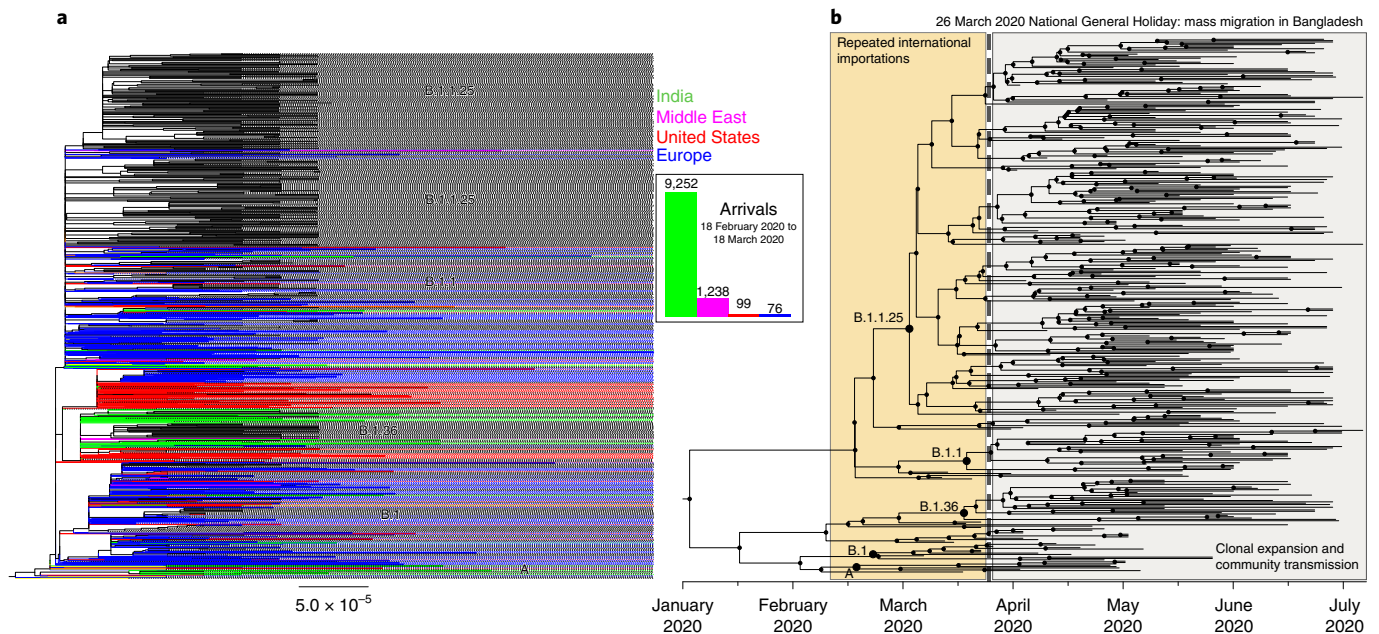 a
B.1.1.25
B.1.1.25
B.1.1
B.1.36
B.1
A
5.0 × 10⁻⁵
India
Middle East
United States
Europe
9,252
Arrivals
18 February 2020 to
18 March 2020
1,238
99
76
b
26 March 2020 National General Holiday: mass migration in Bangladesh
Repeated international
importations
B.1.1.25
B.1.1
B.1.36
B.1
A
Clonal expansion and
community transmission
January
2020
February
2020
March
2020
April
2020
May
2020
June
2020
July
2020